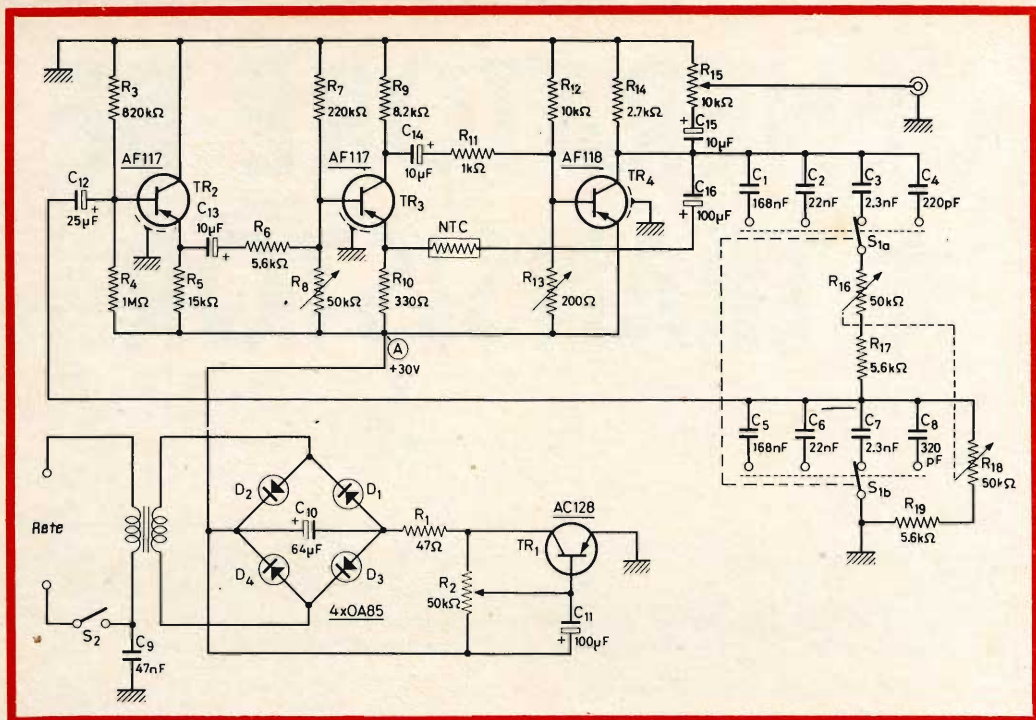 R3
820kΩ
R7
220kΩ
R9
8.2kΩ
R12
10kΩ
R14
2.7kΩ
R15
10kΩ
AF117
C14
+
10µF
R11
1kΩ
AF117
AF118
+
C15
10µF
C12
+
25µF
TR2
TR3
TR4
C13
10µF
+
R6
5.6kΩ
NTC
+
C16
100µF
C1
168nF
C2
22nF
C3
2.3nF
C4
220pF
S1a
R4
1MΩ
R5
15kΩ
R8
50kΩ
R10
330Ω
R13
200Ω
R16
50kΩ
A
+30V
R17
5.6kΩ
C5
168nF
C6
22nF
C7
2.3nF
C8
320
pF
R18
50kΩ
S1b
R19
5.6kΩ
Rete
S2
C9
47nF
D2
D1
+
C10
64µF
D4
D3
4xOA85
R1
47Ω
AC128
TR1
R2
50kΩ
C11
+
100µF